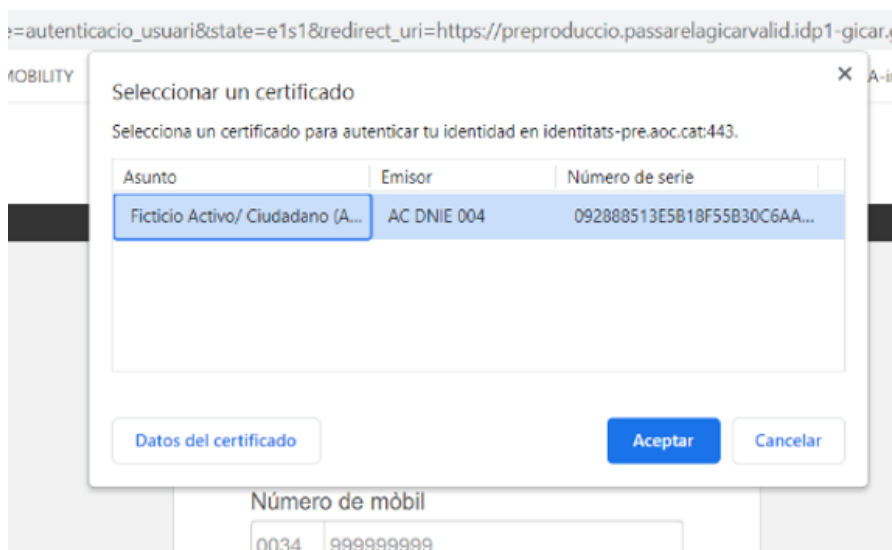 =autenticacio_usuari&state=e1s1&redirect_uri=https://preproduccio.passarelagicarvalid.idp1-gicar.
MOBILITY
A-i
Seleccionar un certificado
Selecciona un certificado para autenticar tu identidad en identitats-pre.aoc.cat:443.
Asunto Emisor Número de serie
Ficticio Activo/ Ciudadano (A... AC DNIE 004 092888513E5B18F55B30C6AA...
Datos del certificado Aceptar Cancelar
Número de mòbil
0034 999999999